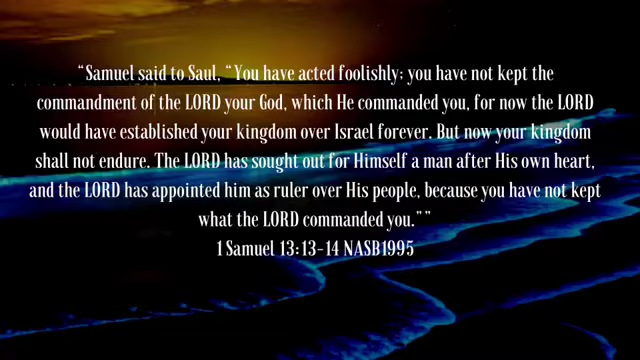 “Samuel said to Saul, “You have acted foolishly; you have not kept the
commandment of the LORD your God, which He commanded you, for now the LORD
would have established your kingdom over Israel forever. But now your kingdom
shall not endure. The LORD has sought out for Himself a man after His own heart,
and the LORD has appointed him as ruler over His people, because you have not kept
what the LORD commanded you.””
1 Samuel 13:13-14 NASB1995